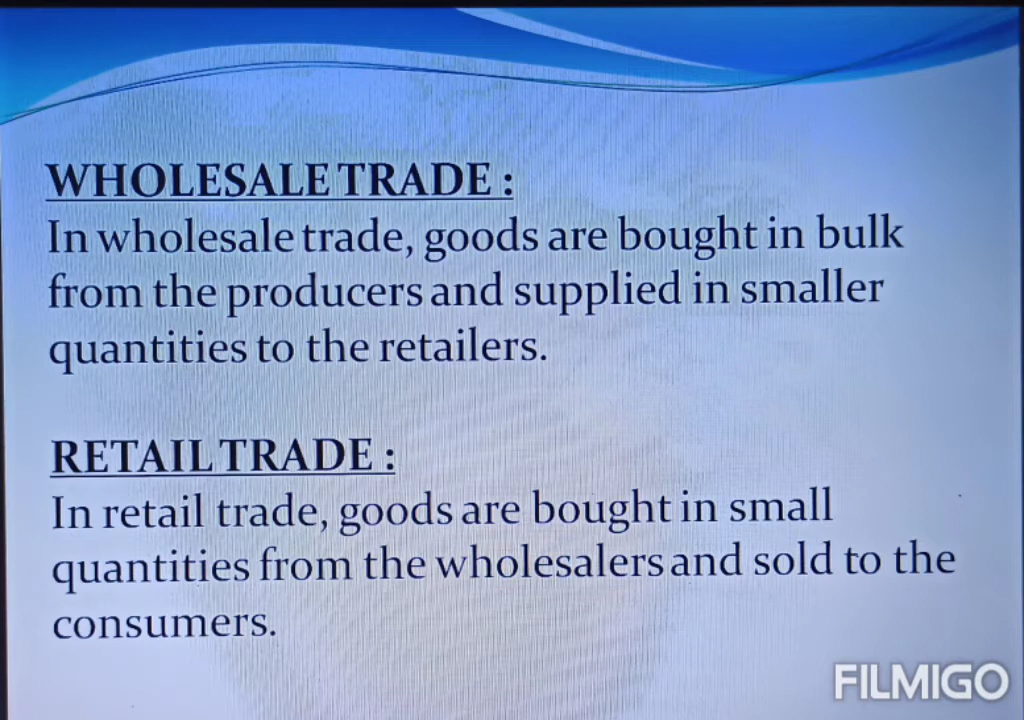 WHOLESALE TRADE :
In wholesale trade, goods are bought in bulk
from the producers and supplied in smaller
quantities to the retailers.
RETAIL TRADE :
In retail trade, goods are bought in small
quantities from the wholesalers and sold to the
consumers.
FILMIGO